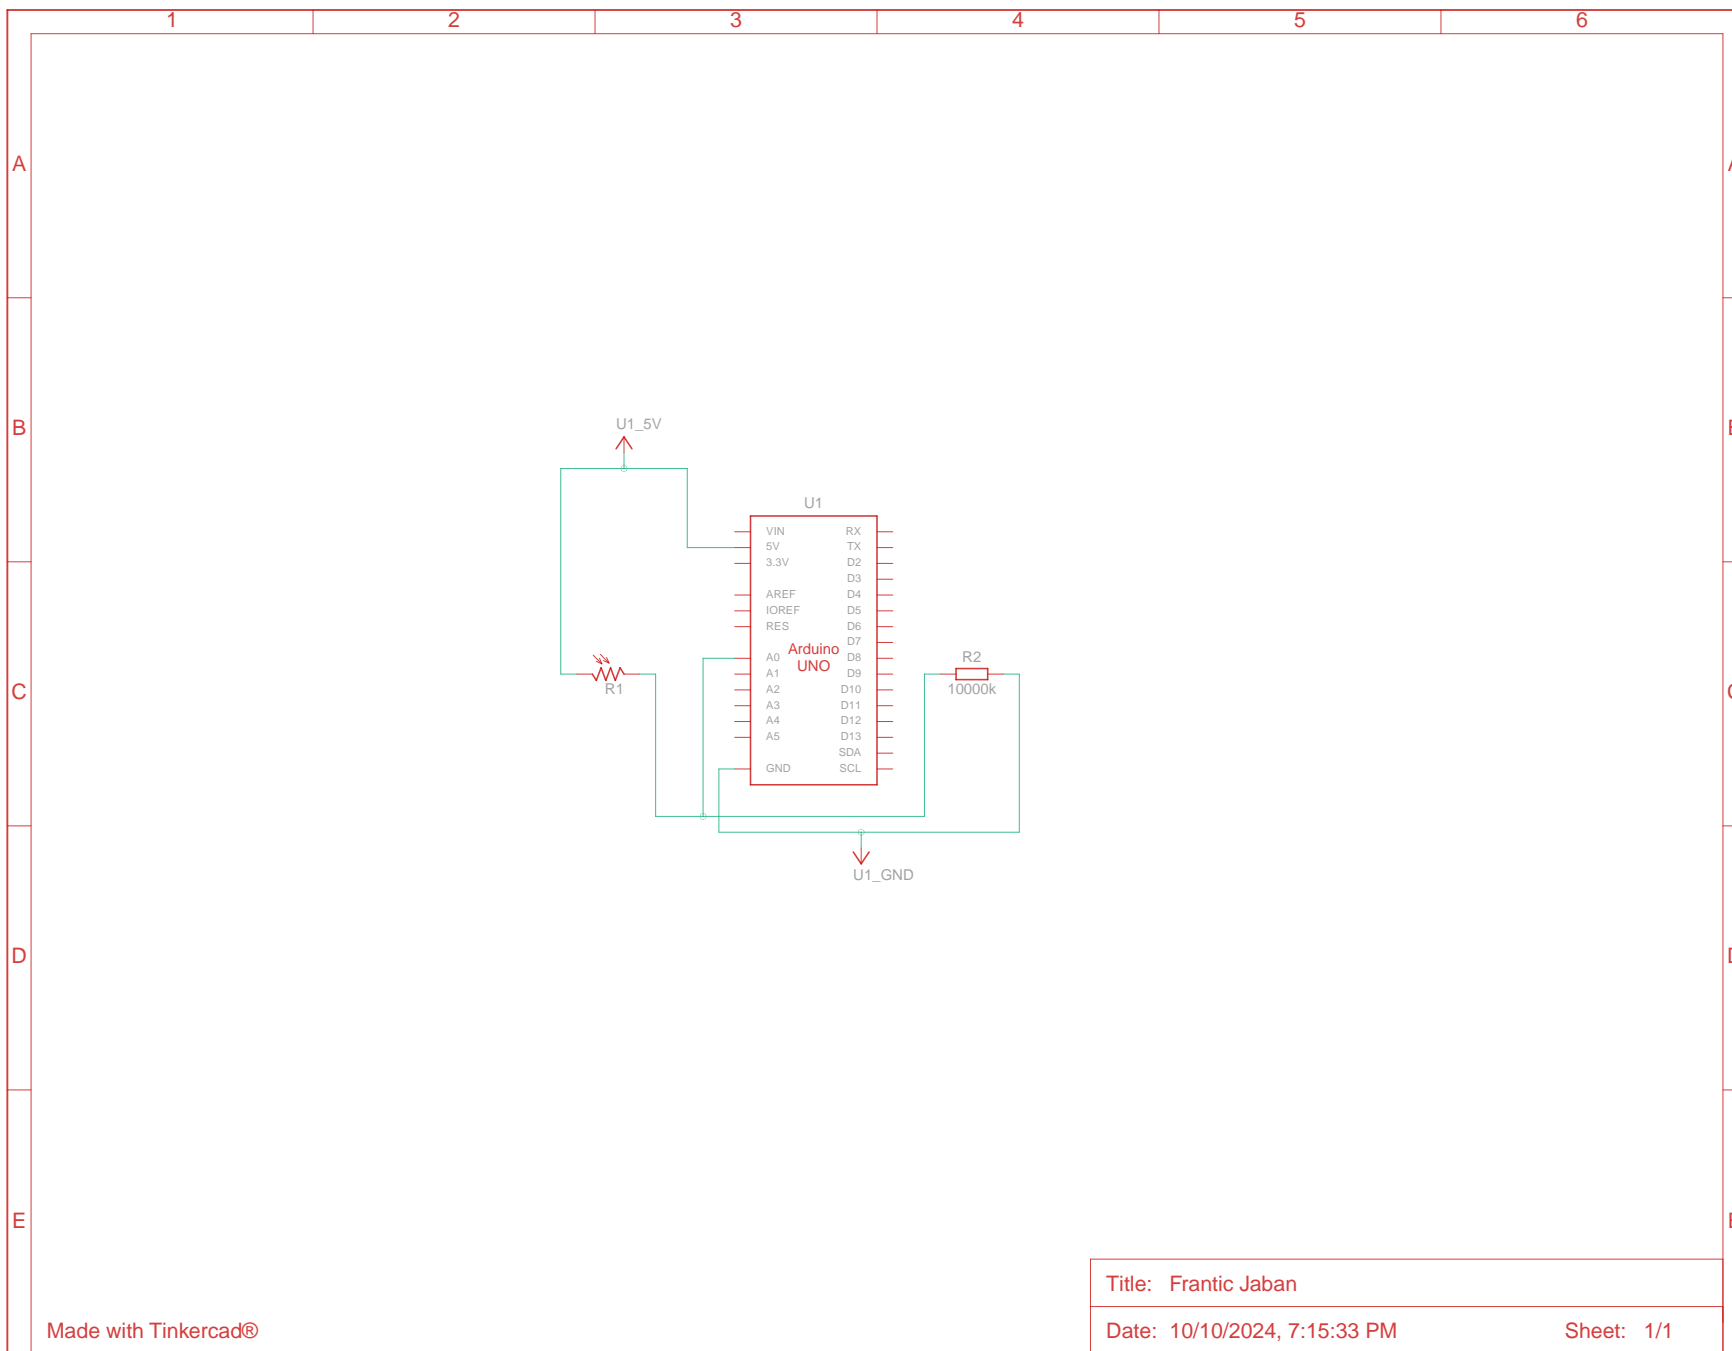 1 2 3 4 5 6
A
B
C
D
E
U1_5V
U1
VIN RX
5V TX
3.3V D2
D3
AREF D4
IOREF D5
RES D6
D7
Arduino
UNO
A0 D8
A1 D9
A2 D10
A3 D11
A4 D12
A5 D13
SDA
GND SCL
R1
R2
10000k
U1_GND
Title: Frantic Jaban
Made with Tinkercad®
Date: 10/10/2024, 7:15:33 PM Sheet: 1/1